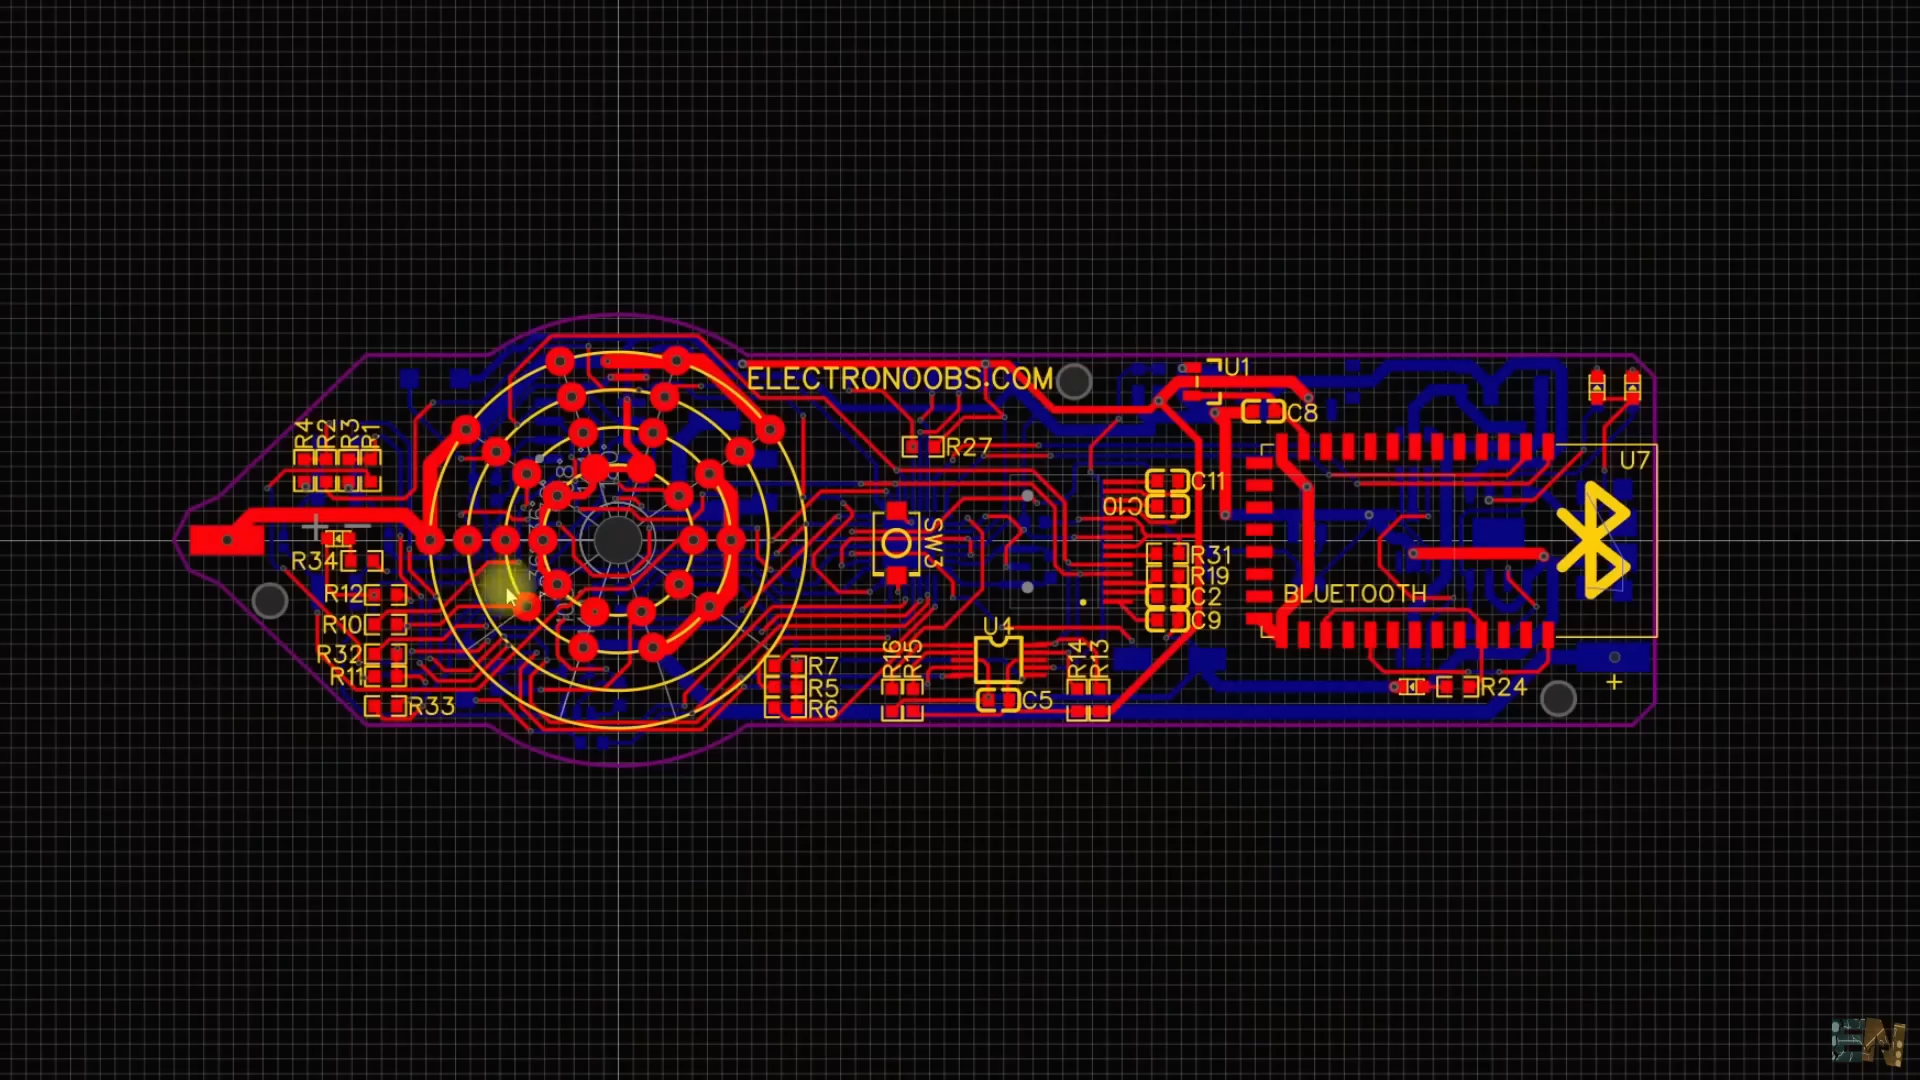 ELECTRONOOBS.COM
U1
C8
R4
R2
R3
R1
R27
U7
C11
C10
SW3
R34
R31
R19
R12
C2
BLUETOOTH
R10
C9
U4
R32
R11
R7
R16
R15
R14
R13
R5
R33
R6
C5
R24
+
EN